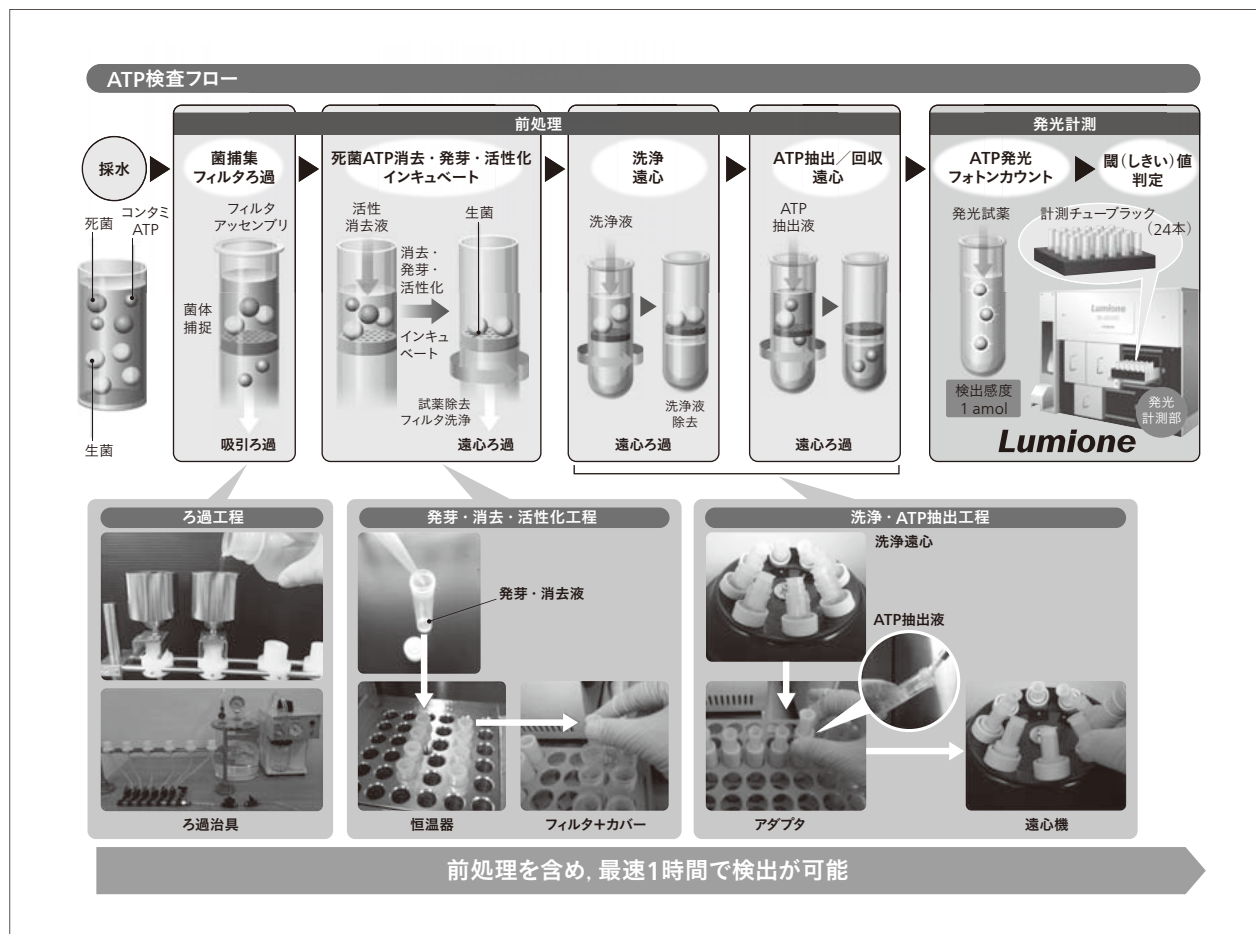 ATP検査フロー
前処理
発光計測
採水
菌捕集
フィルタろ過
死菌ATP消去・発芽・活性化
インキュベート
洗浄
遠心
ATP抽出／回収
遠心
ATP発光
フォトンカウント
閾(しきい)値
判定
死菌
コンタミ
ATP
生菌
フィルタ
アッセンブリ
菌体
捕捉
吸引ろ過
活性
消去液
消去・
発芽・
活性化
インキュ
ベート
生菌
試薬除去
フィルタ洗浄
遠心ろ過
洗浄液
洗浄液
除去
遠心ろ過
ATP
抽出液
遠心ろ過
発光試薬
計測チューブラック
(24本)
Lumione
検出感度
1 amol
発光
計測部
Lumione
ろ過工程
ろ過治具
発芽・消去・活性化工程
発芽・消去液
恒温器
フィルタ+カバー
洗浄・ATP抽出工程
洗浄遠心
ATP抽出液
アダプタ
遠心機
前処理を含め, 最速1時間で検出が可能